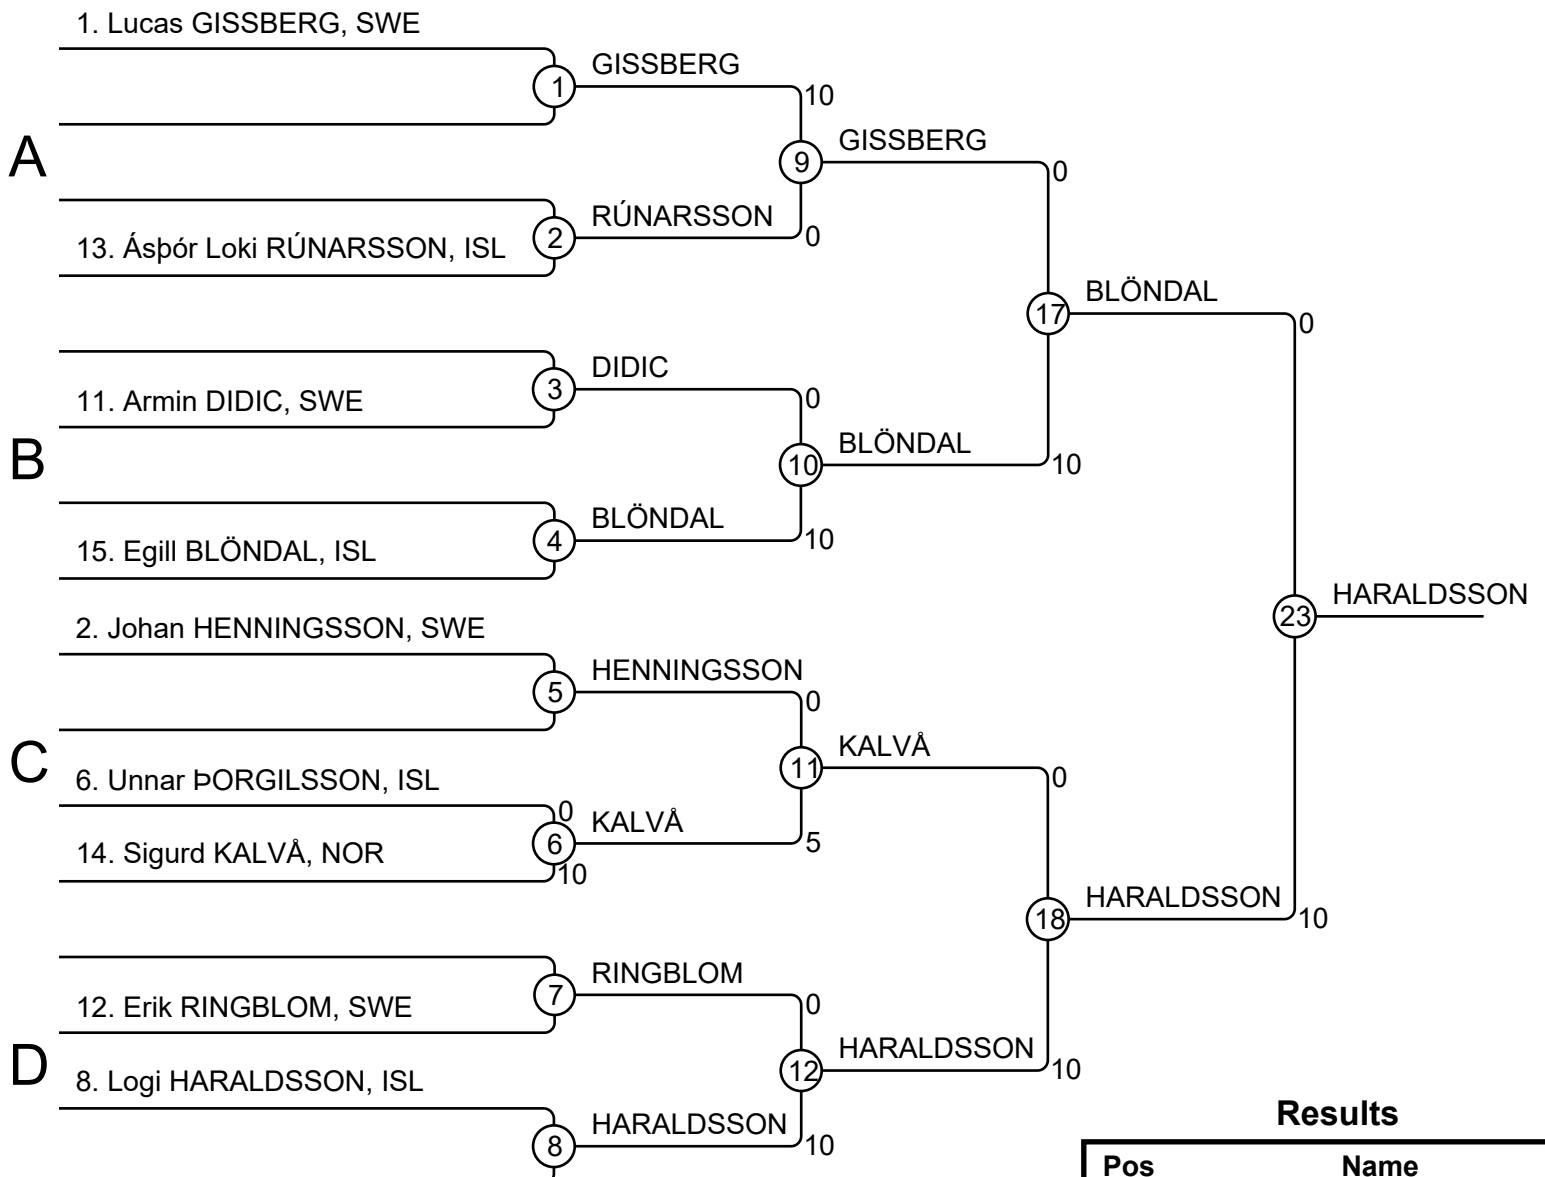 1. Lucas GISSBERG, SWE
GISSBERG
1
10
A
GISSBERG
9
0
RÚNARSSON
13. Ásþór Loki RÚNARSSON, ISL
2
0
BLÖNDAL
17
0
DIDIC
11. Armin DIDIC, SWE
3
0
B
BLÖNDAL
10
10
BLÖNDAL
15. Egill BLÖNDAL, ISL
4
10
HARALDSSON
23
2. Johan HENNINGSSON, SWE
HENNINGSSON
5
0
C
KALVÅ
11
0
6. Unnar ÞORGILSSON, ISL
0
KALVÅ
14. Sigurd KALVÅ, NOR
6
5
10
HARALDSSON
18
10
RINGBLOM
12. Erik RINGBLOM, SWE
7
0
D
HARALDSSON
12
10
8. Logi HARALDSSON, ISL
HARALDSSON
8
10
Results
Pos Name